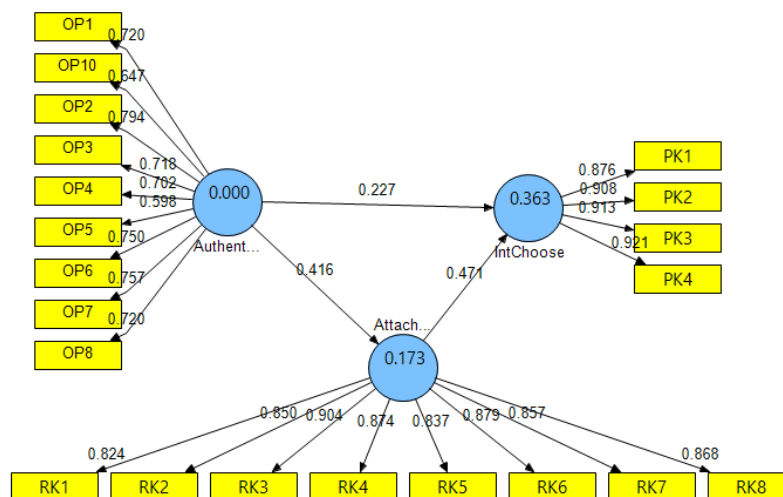 OP1
0.720
OP10
0.647
OP2
0.794
OP3
0.718
OP4
0.702
0.598
OP5
0.750
OP6
0.757
OP7
0.720
OP8
0.000
Authent...
0.227
0.416
0.363
IntChoose
0.471
0.876
PK1
0.908
PK2
0.913
PK3
0.921
PK4
Attach...
0.173
0.824
0.850
0.904
0.874
0.837
0.879
0.857
0.868
RK1
RK2
RK3
RK4
RK5
RK6
RK7
RK8